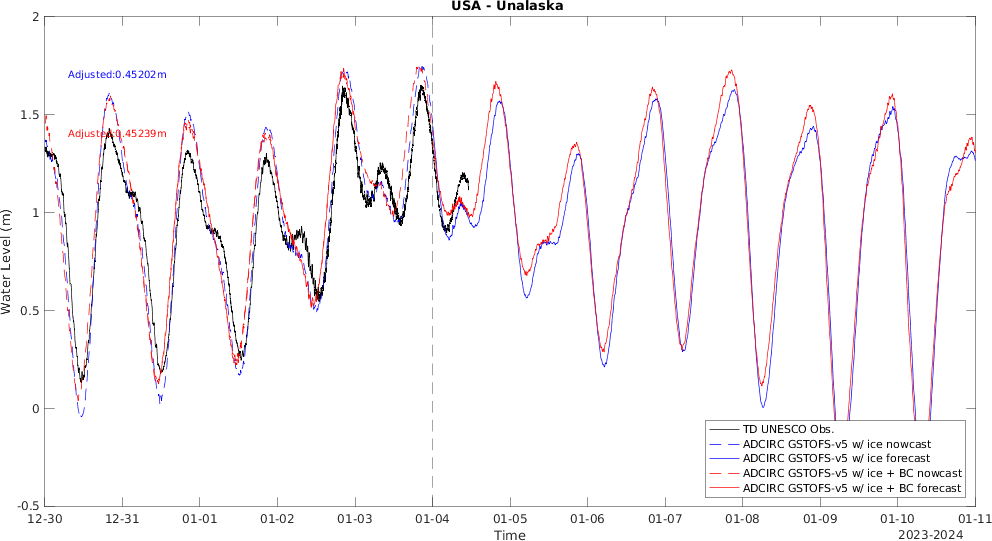 USA - Unalaska
2
Adjusted:0.45202m
1.5
Adjusted:0.45239m
1
Water Level (m)
0.5
0
TD UNESCO Obs.
ADCIRC GSTOFS-v5 w/ ice nowcast
ADCIRC GSTOFS-v5 w/ ice forecast
ADCIRC GSTOFS-v5 w/ ice + BC nowcast
ADCIRC GSTOFS-v5 w/ ice + BC forecast
-0.5
12-30 12-31 01-01 01-02 01-03 01-04 01-05 01-06 01-07 01-08 01-09 01-10 01-11
Time
2023-2024